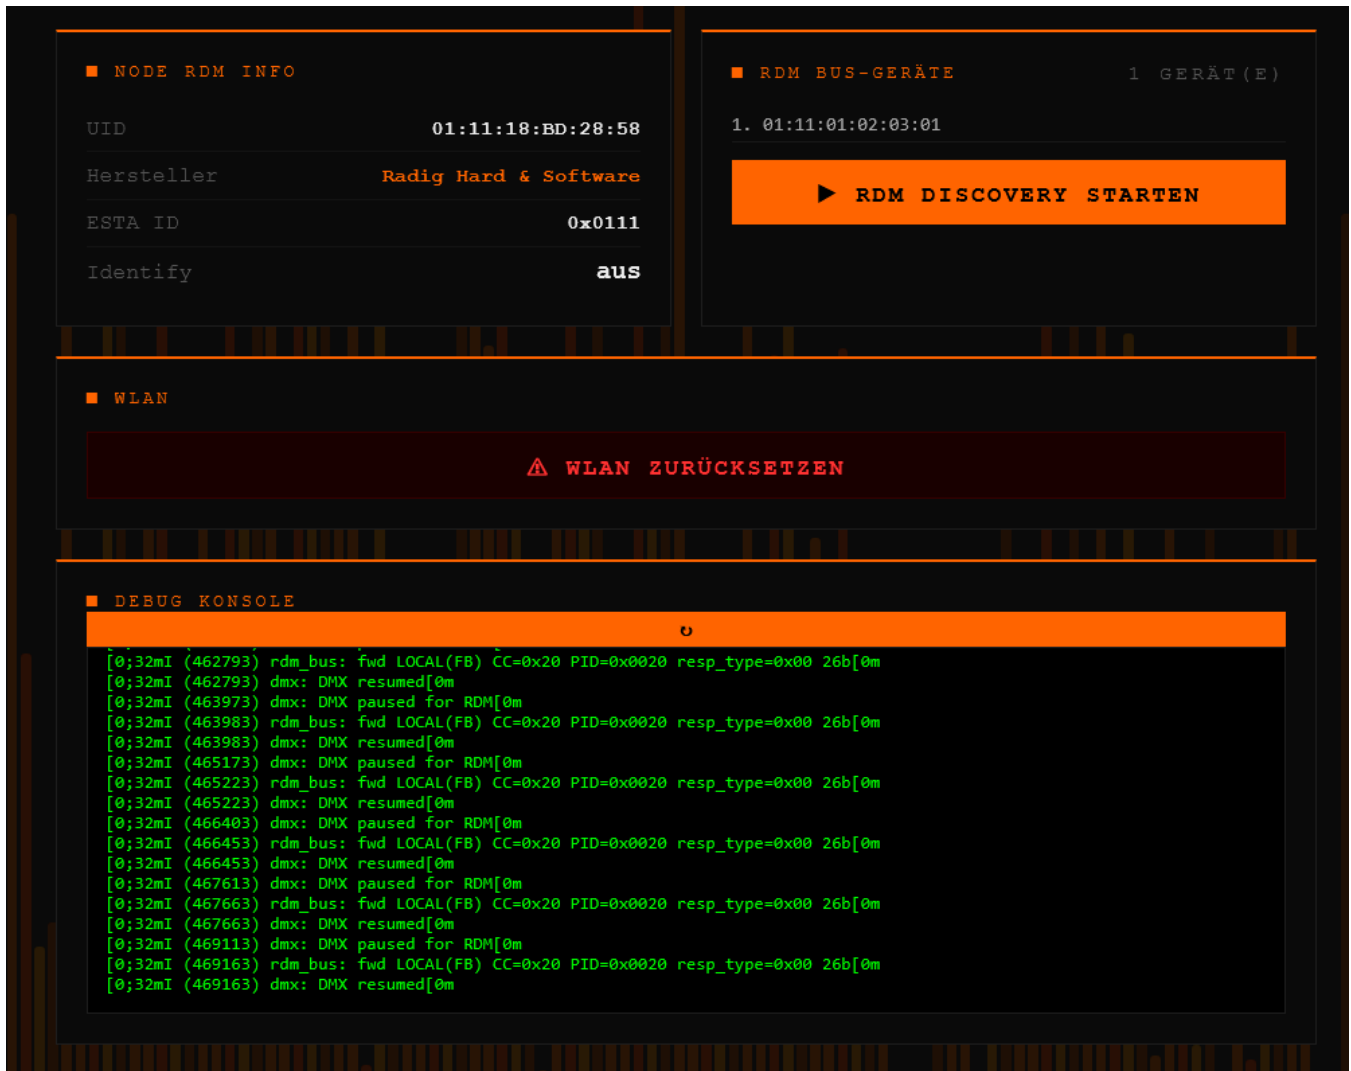 NODE RDM INFO
UID 01:11:18:BD:28:58
Hersteller Radig Hard & Software
ESTA ID 0x0111
Identify aus
RDM BUS-GERÄTE 1 GERÄT(E)
1. 01:11:01:02:03:01
▶ RDM DISCOVERY STARTEN
WLAN
⚠ WLAN ZURÜCKSETZEN
DEBUG KONSOLE
↻
[0;32mI (462793) rdm_bus: fwd LOCAL(FB) CC=0x20 PID=0x0020 resp_type=0x00 26b[0m
[0;32mI (462793) dmx: DMX resumed[0m
[0;32mI (463973) dmx: DMX paused for RDM[0m
[0;32mI (463983) rdm_bus: fwd LOCAL(FB) CC=0x20 PID=0x0020 resp_type=0x00 26b[0m
[0;32mI (463983) dmx: DMX resumed[0m
[0;32mI (465173) dmx: DMX paused for RDM[0m
[0;32mI (465223) rdm_bus: fwd LOCAL(FB) CC=0x20 PID=0x0020 resp_type=0x00 26b[0m
[0;32mI (465223) dmx: DMX resumed[0m
[0;32mI (466403) dmx: DMX paused for RDM[0m
[0;32mI (466453) rdm_bus: fwd LOCAL(FB) CC=0x20 PID=0x0020 resp_type=0x00 26b[0m
[0;32mI (466453) dmx: DMX resumed[0m
[0;32mI (467613) dmx: DMX paused for RDM[0m
[0;32mI (467663) rdm_bus: fwd LOCAL(FB) CC=0x20 PID=0x0020 resp_type=0x00 26b[0m
[0;32mI (467663) dmx: DMX resumed[0m
[0;32mI (469113) dmx: DMX paused for RDM[0m
[0;32mI (469163) rdm_bus: fwd LOCAL(FB) CC=0x20 PID=0x0020 resp_type=0x00 26b[0m
[0;32mI (469163) dmx: DMX resumed[0m